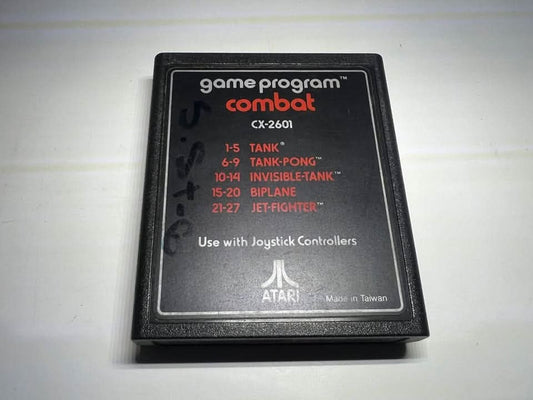 game program™
combat
CX-2601
1-5 TANK®
6-9 TANK-PONG™
10-14 INVISIBLE-TANK™
15-20 BIPLANE
21-27 JET-FIGHTER™
Use with Joystick Controllers
ATARI
Made in Taiwan